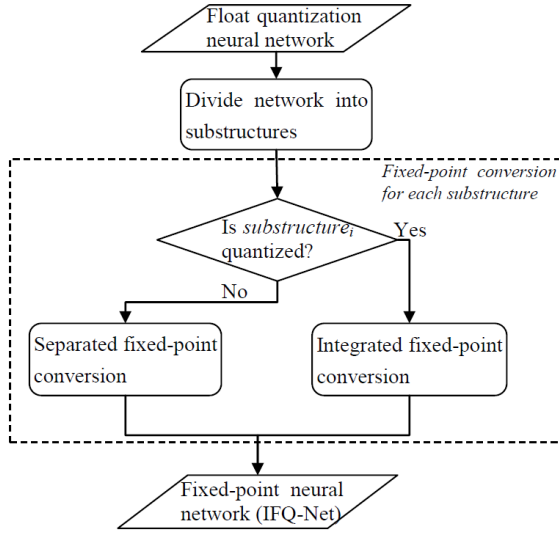 Float quantization
neural network
Divide network into
substructures
Fixed-point conversion
for each substructure
Is substructureᵢ
quantized?
Yes
No
Separated fixed-point
conversion
Integrated fixed-point
conversion
Fixed-point neural
network (IFQ-Net)